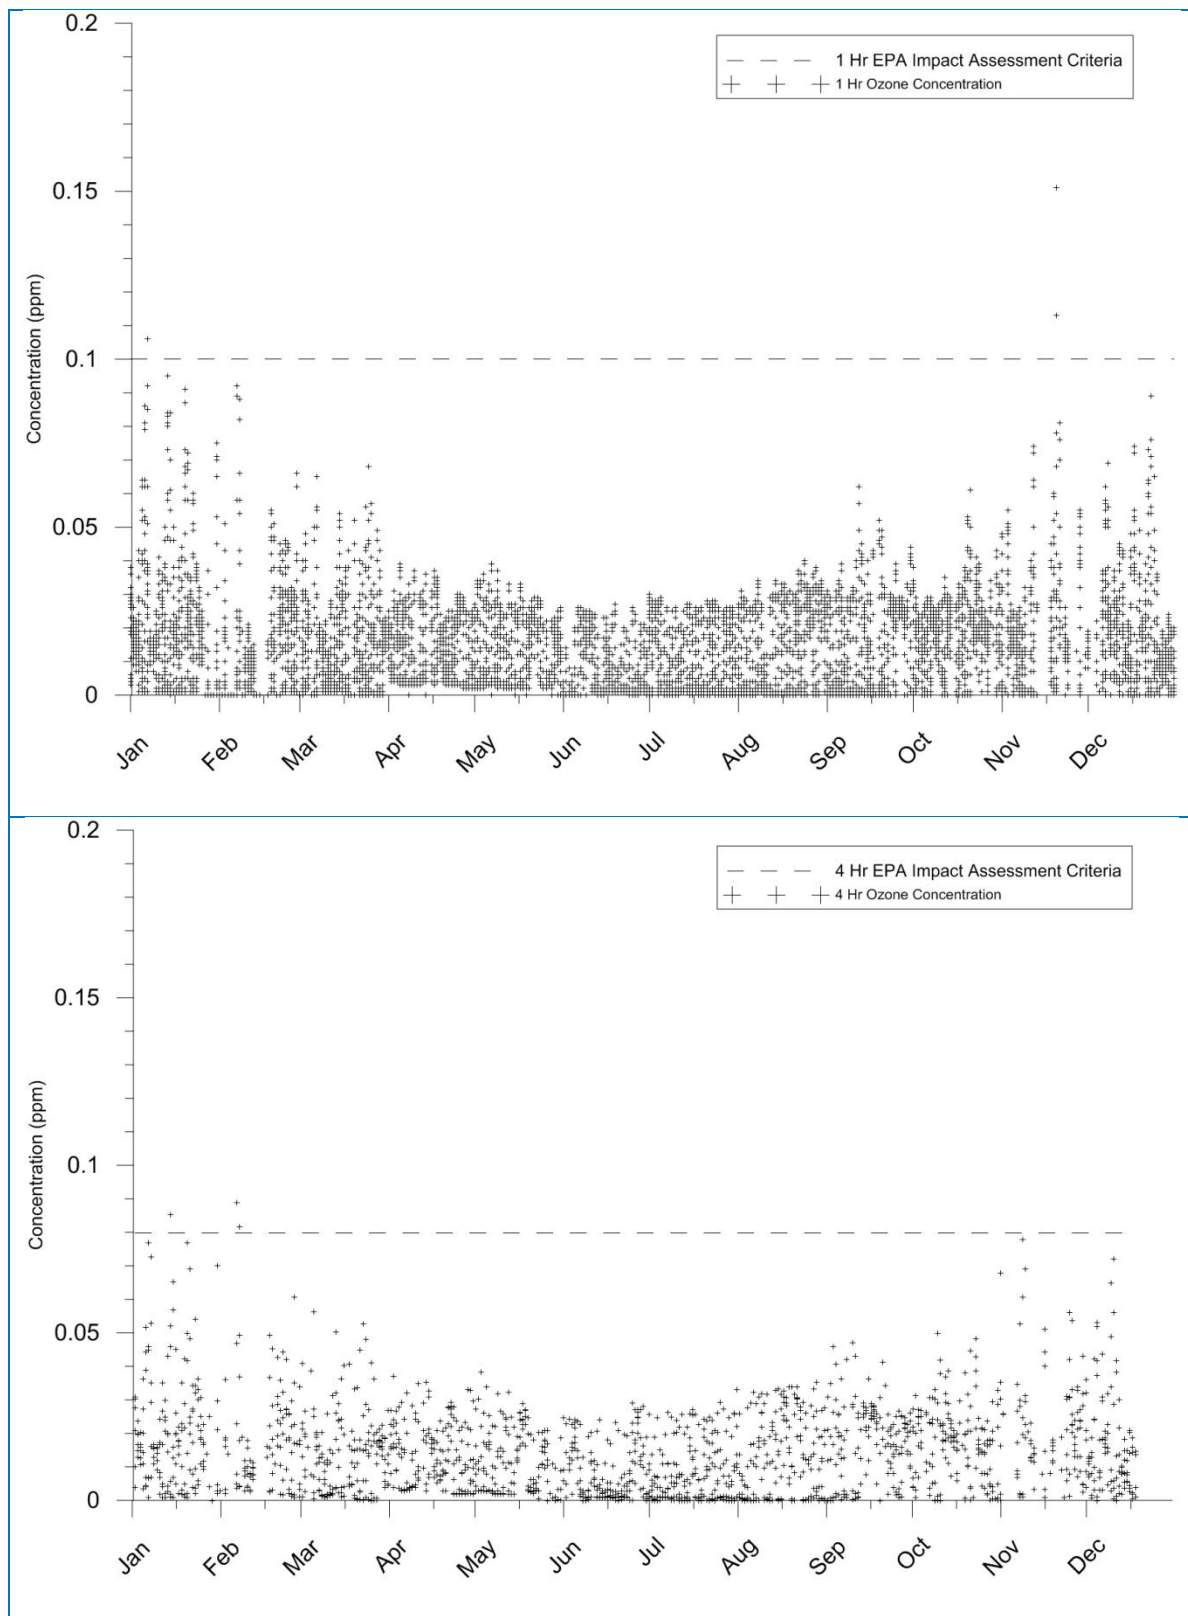 0.2
1 Hr EPA Impact Assessment Criteria
1 Hr Ozone Concentration
0.15
Concentration (ppm)
0.1
0.05
0
Jan Feb Mar Apr May Jun Jul Aug Sep Oct Nov Dec
0.2
4 Hr EPA Impact Assessment Criteria
4 Hr Ozone Concentration
0.15
Concentration (ppm)
0.1
0.05
0
Jan Feb Mar Apr May Jun Jul Aug Sep Oct Nov Dec